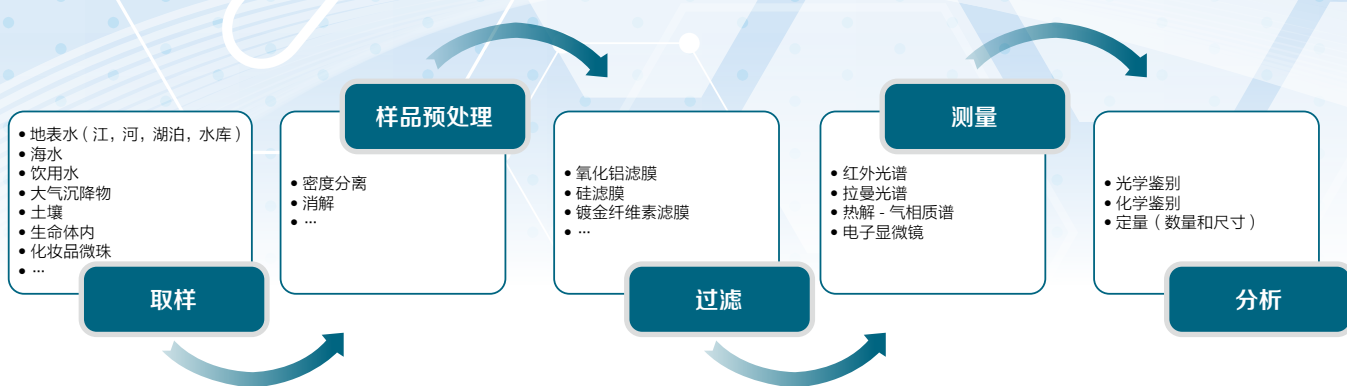 取样
• 地表水（江，河，湖泊，水库）
• 海水
• 饮用水
• 大气沉降物
• 土壤
• 生命体内
• 化妆品微珠
• …
样品预处理
• 密度分离
• 消解
• …
过滤
• 氧化铝滤膜
• 硅滤膜
• 镀金纤维素滤膜
• …
测量
• 红外光谱
• 拉曼光谱
• 热解 - 气相质谱
• 电子显微镜
分析
• 光学鉴别
• 化学鉴别
• 定量（数量和尺寸）